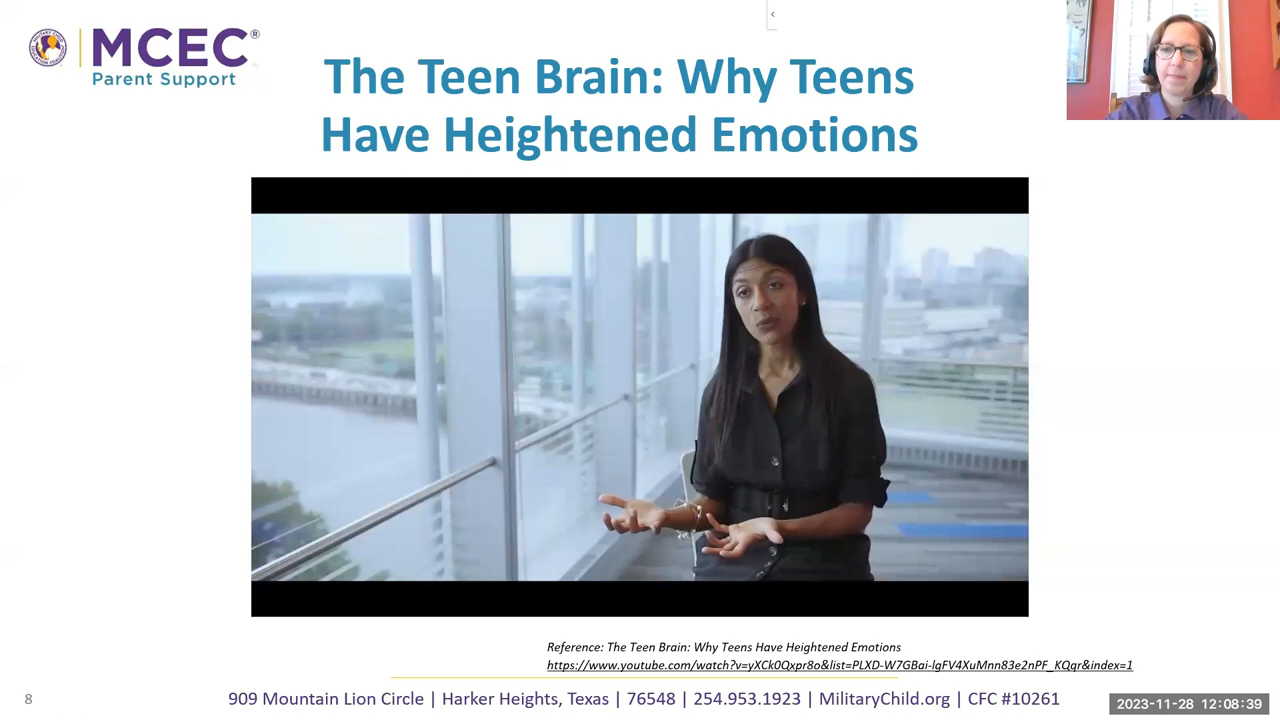 MCEC®
Parent Support
The Teen Brain: Why Teens
Have Heightened Emotions
Reference: The Teen Brain: Why Teens Have Heightened Emotions
https://www.youtube.com/watch?v=yXCk0Qxpr8o&list=PLXD-W7GBai-lgFV4XuMnn83e2nPF_KQqr&index=1
8
909 Mountain Lion Circle | Harker Heights, Texas | 76548 | 254.953.1923 | MilitaryChild.org | CFC #10261
2023-11-28 12:08:39